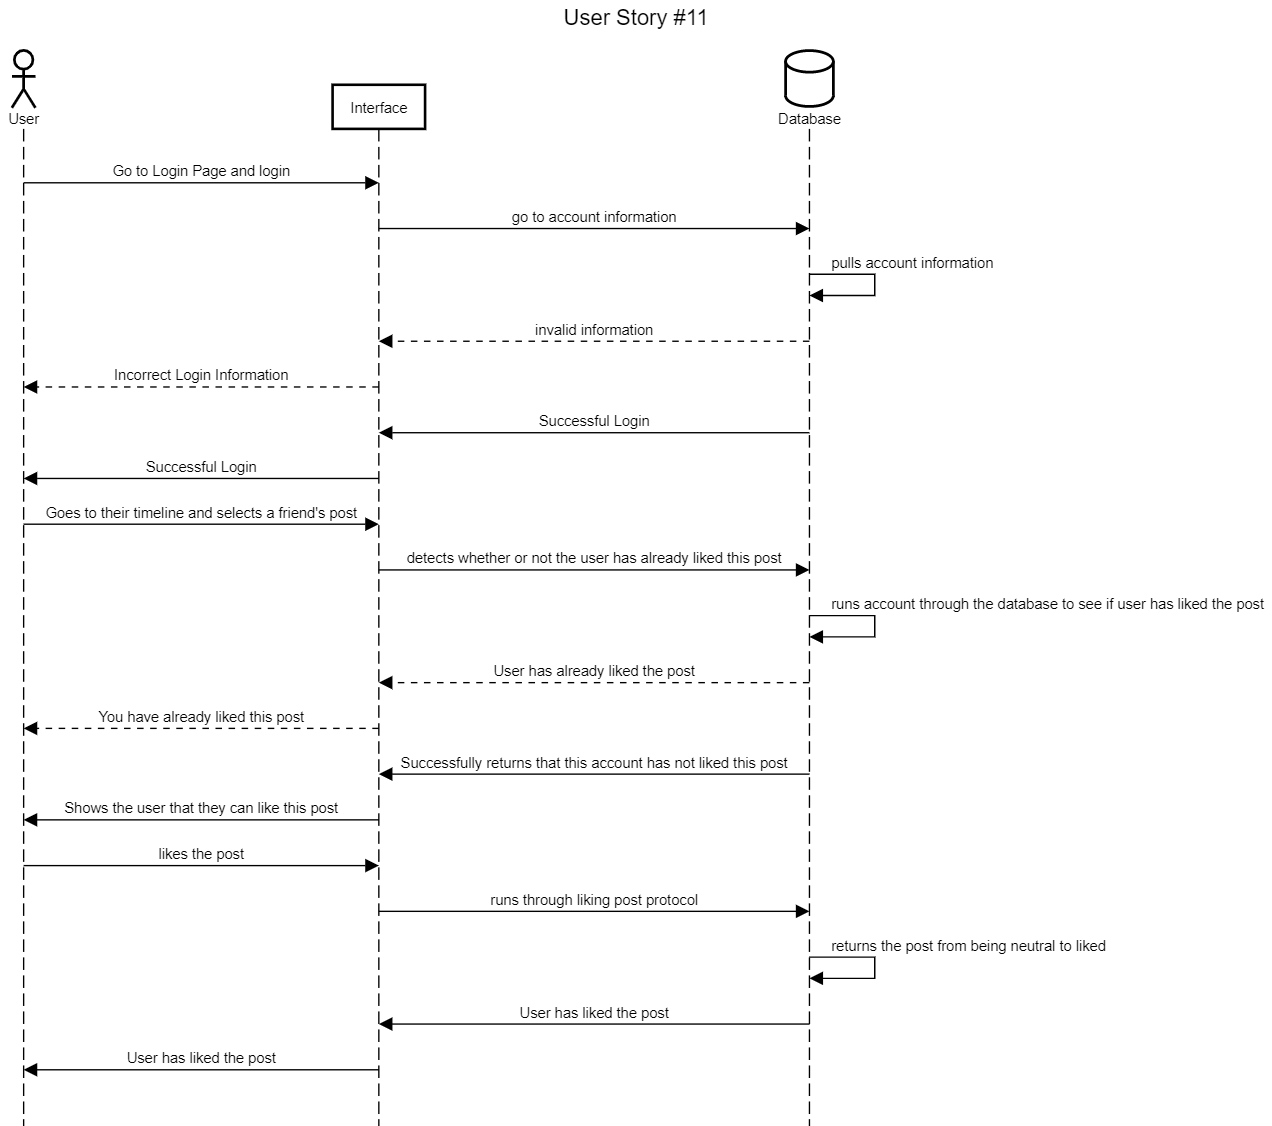 User Story #11
User
Interface
Database
Go to Login Page and login
go to account information
pulls account information
invalid information
Incorrect Login Information
Successful Login
Successful Login
Goes to their timeline and selects a friend's post
detects whether or not the user has already liked this post
runs account through the database to see if user has liked the post
User has already liked the post
You have already liked this post
Successfully returns that this account has not liked this post
Shows the user that they can like this post
likes the post
runs through liking post protocol
returns the post from being neutral to liked
User has liked the post
User has liked the post